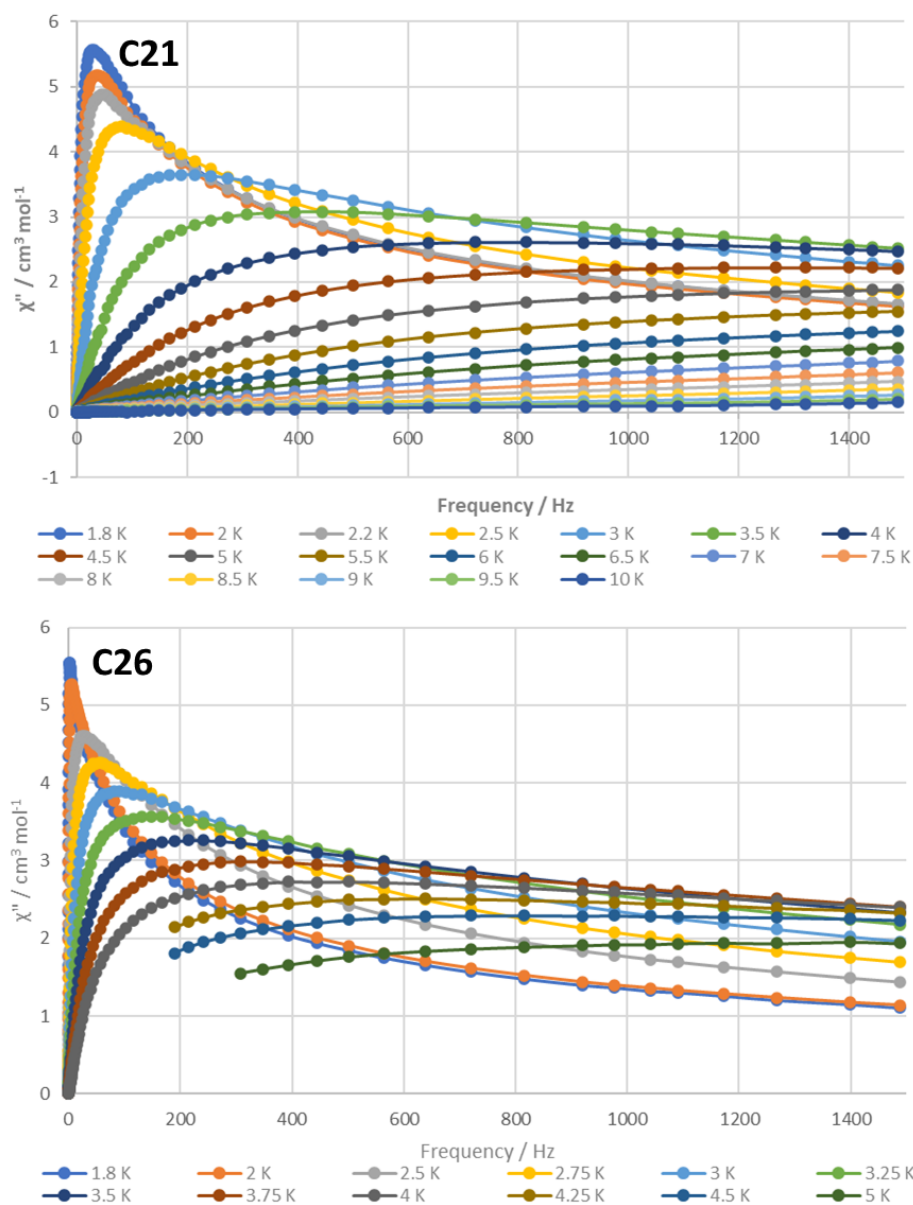 C21
6
5
4
3
2
1
0
-1
χ'' / cm³ mol⁻¹
0 200 400 600 800 1000 1200 1400
Frequency / Hz
1.8 K 2 K 2.2 K 2.5 K 3 K 3.5 K 4 K
4.5 K 5 K 5.5 K 6 K 6.5 K 7 K 7.5 K
8 K 8.5 K 9 K 9.5 K 10 K
C26
6
5
4
3
2
1
0
χ'' / cm³ mol⁻¹
0 200 400 600 800 1000 1200 1400
Frequency / Hz
1.8 K 2 K 2.5 K 2.75 K 3 K 3.25 K
3.5 K 3.75 K 4 K 4.25 K 4.5 K 5 K